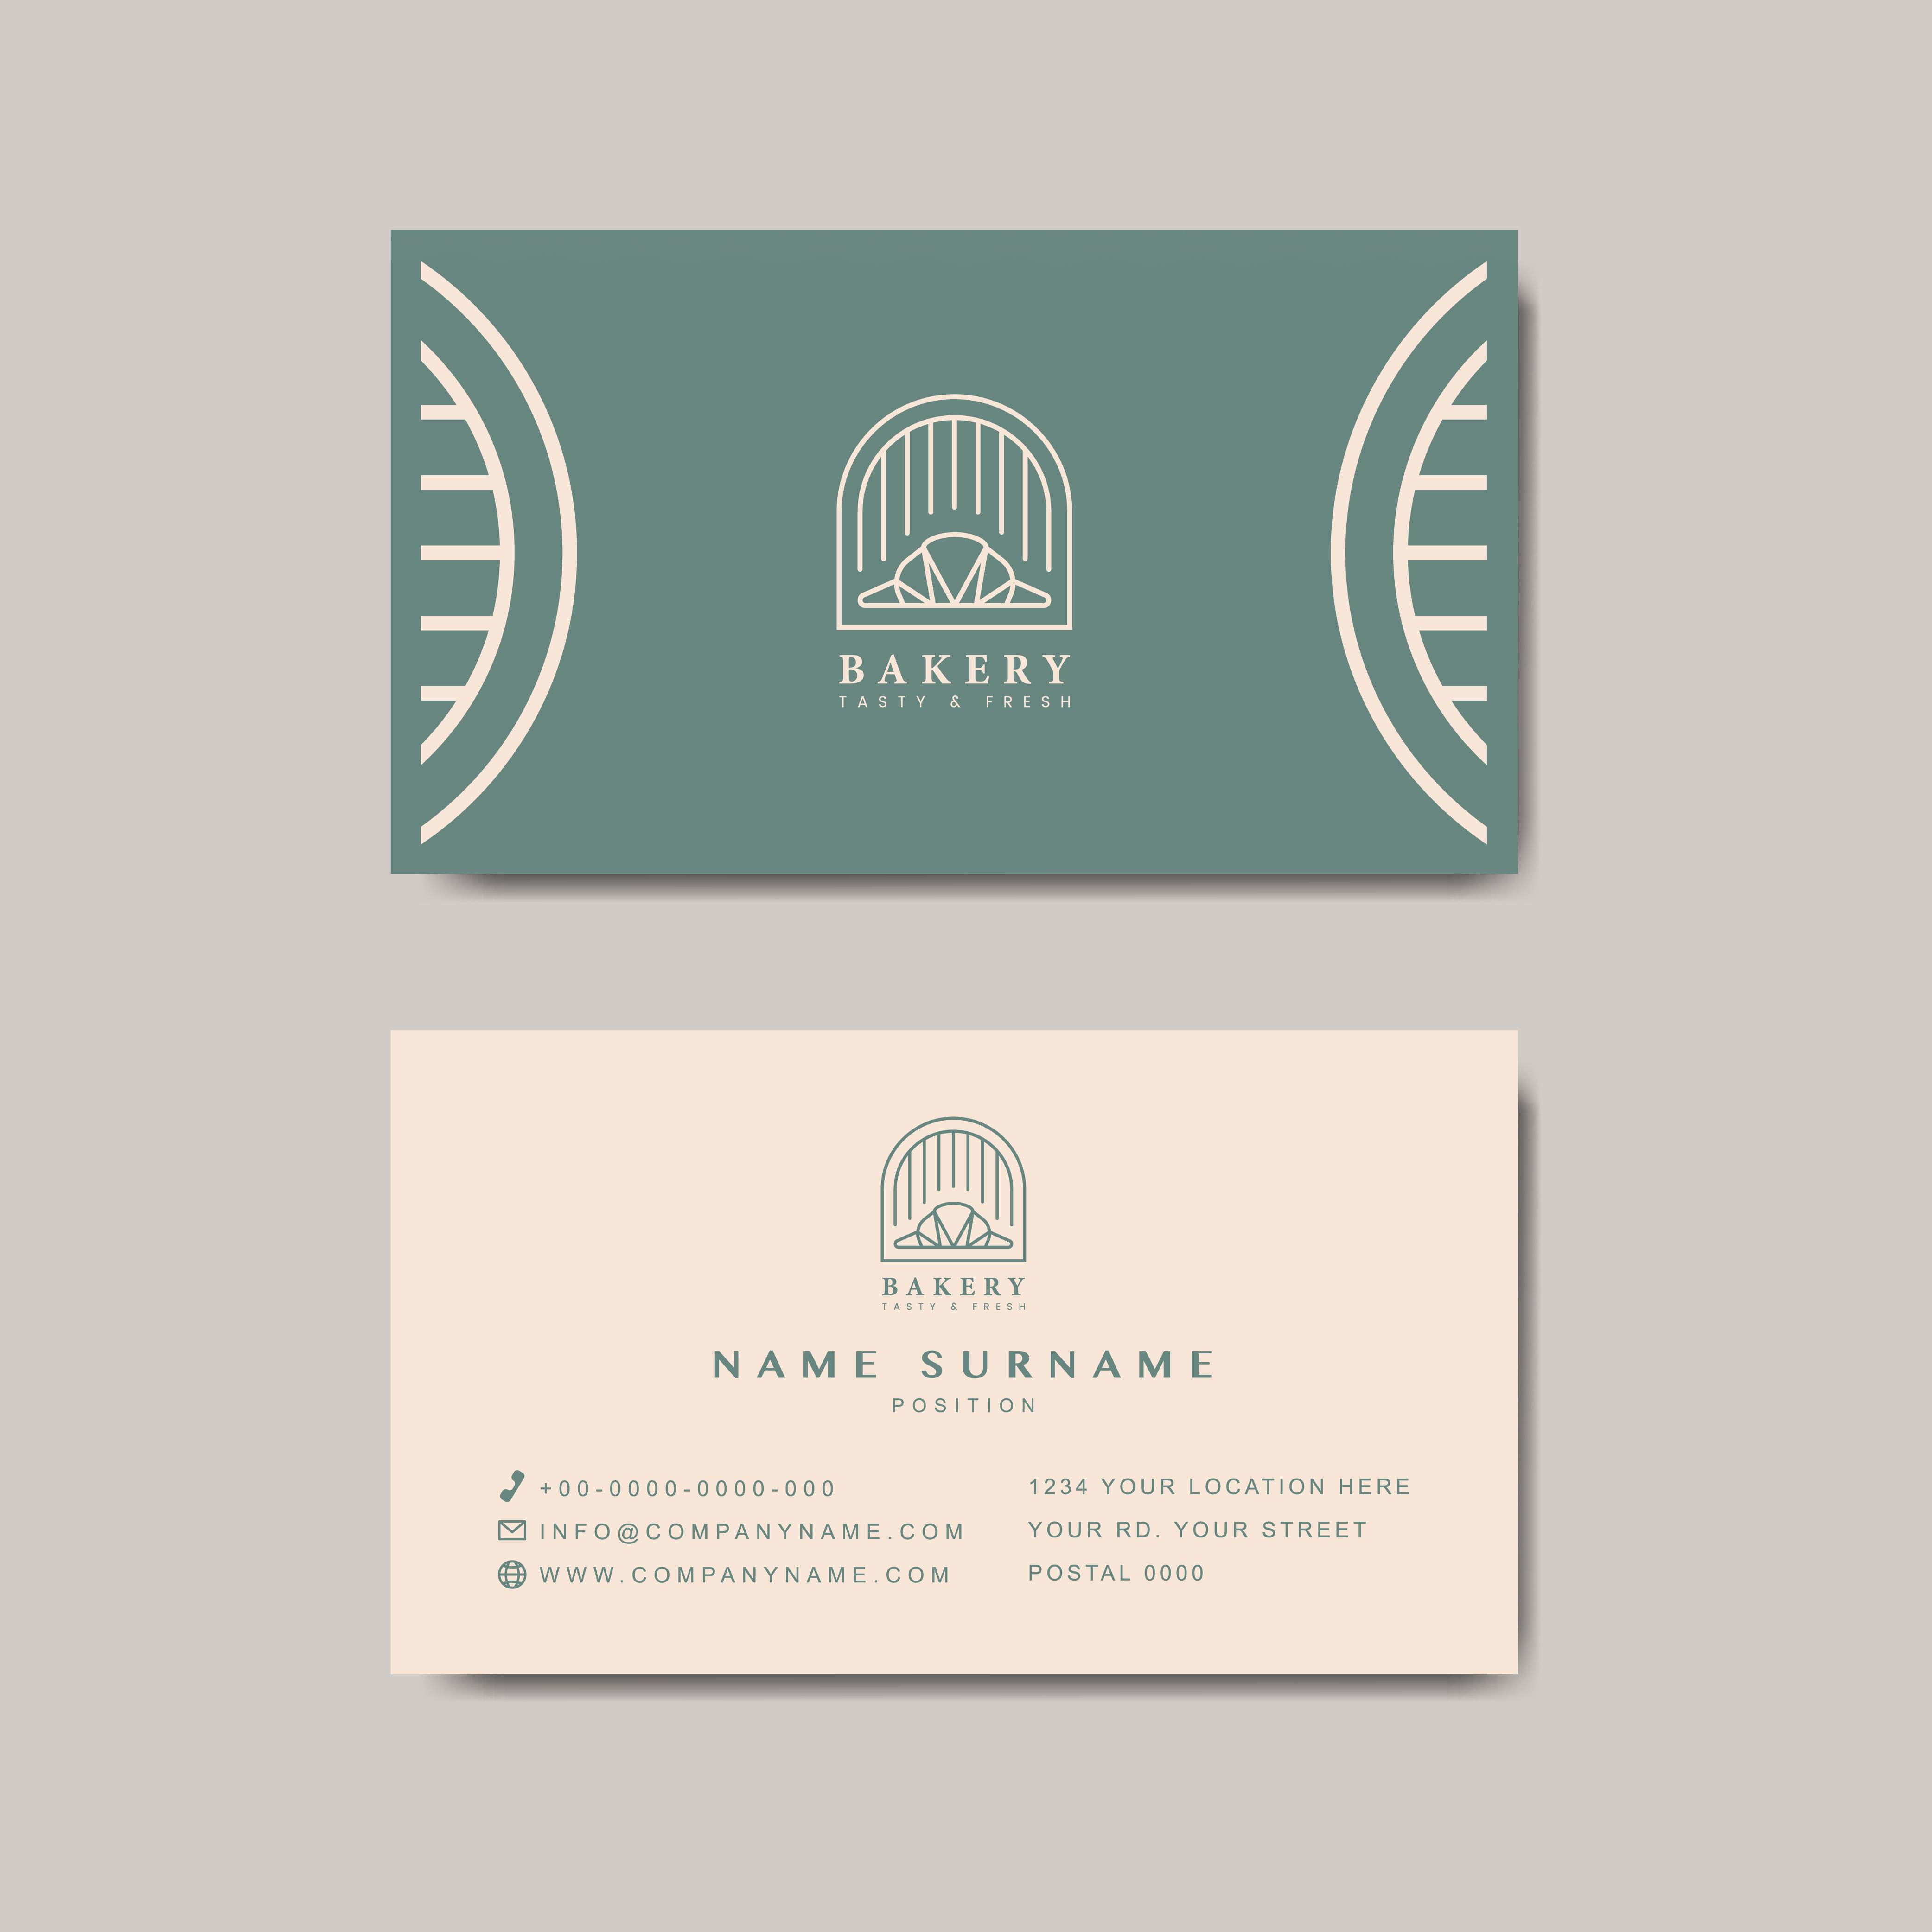 BAKERY
TASTY & FRESH
BAKERY
TASTY & FRESH
NAME SURNAME
POSITION
+00-0000-0000-000
INFO@COMPANYNAME.COM
WWW.COMPANYNAME.COM
1234 YOUR LOCATION HERE
YOUR RD. YOUR STREET
POSTAL 0000